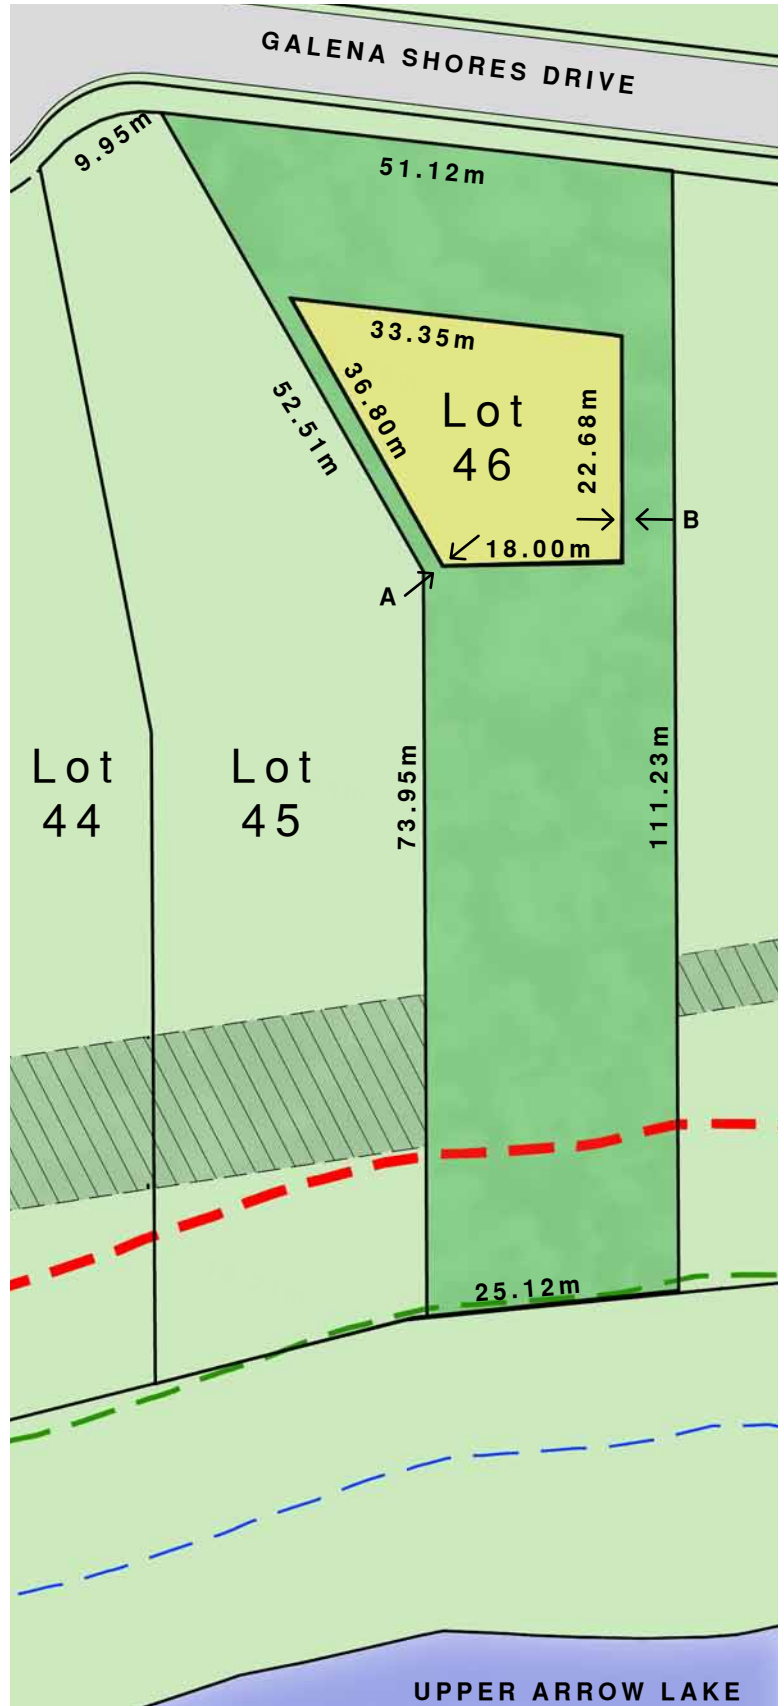 GALENA SHORES DRIVE
9.95m
51.12m
33.35m
36.80m
52.51m
Lot
46
22.68m
B
18.00m
A
Lot
44
Lot
45
73.95m
111.23m
25.12m
UPPER ARROW LAKE